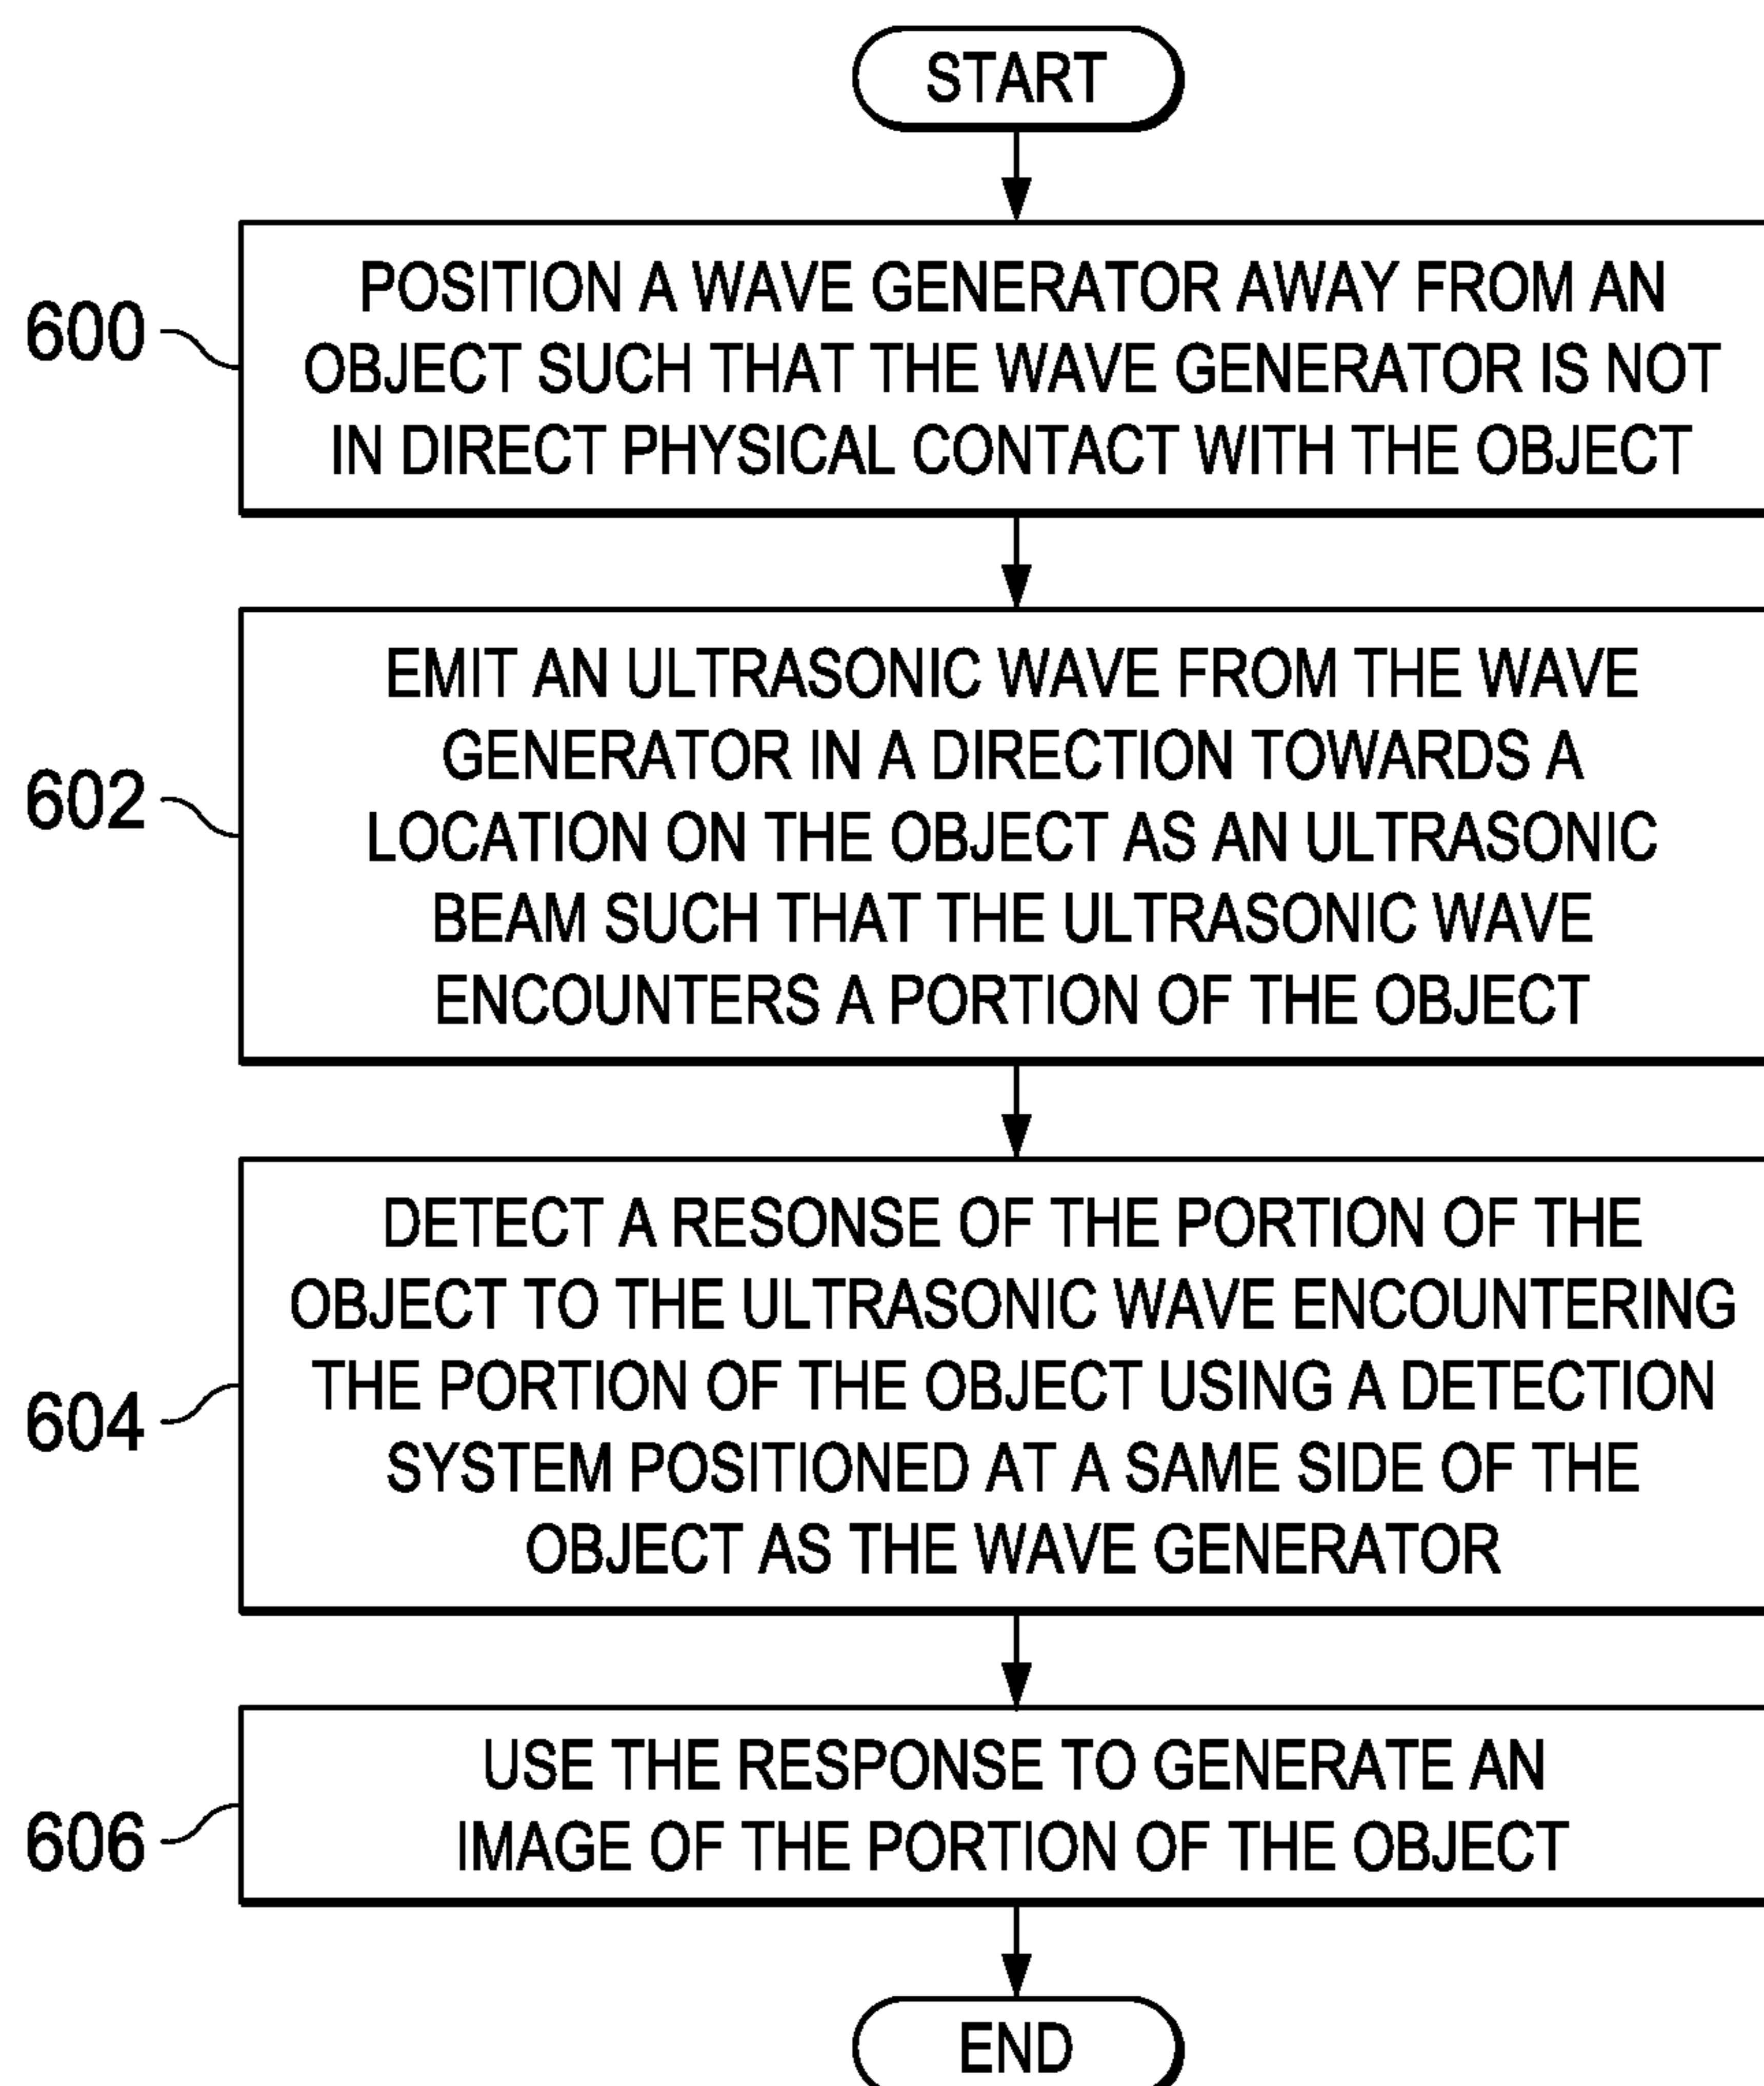 START
600
POSITION A WAVE GENERATOR AWAY FROM AN
OBJECT SUCH THAT THE WAVE GENERATOR IS NOT
IN DIRECT PHYSICAL CONTACT WITH THE OBJECT
602
EMIT AN ULTRASONIC WAVE FROM THE WAVE
GENERATOR IN A DIRECTION TOWARDS A
LOCATION ON THE OBJECT AS AN ULTRASONIC
BEAM SUCH THAT THE ULTRASONIC WAVE
ENCOUNTERS A PORTION OF THE OBJECT
604
DETECT A RESONSE OF THE PORTION OF THE
OBJECT TO THE ULTRASONIC WAVE ENCOUNTERING
THE PORTION OF THE OBJECT USING A DETECTION
SYSTEM POSITIONED AT A SAME SIDE OF THE
OBJECT AS THE WAVE GENERATOR
606
USE THE RESPONSE TO GENERATE AN
IMAGE OF THE PORTION OF THE OBJECT
END